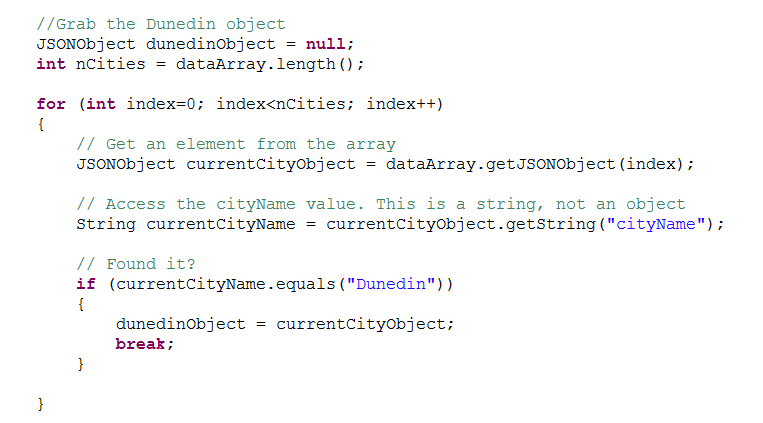 //Grab the Dunedin object
JSONObject dunedinObject = null;
int nCities = dataArray.length();
for (int index=0; index<nCities; index++)
{
// Get an element from the array
JSONObject currentCityObject = dataArray.getJSONObject(index);
// Access the cityName value. This is a string, not an object
String currentCityName = currentCityObject.getString("cityName");
// Found it?
if (currentCityName.equals("Dunedin"))
{
dunedinObject = currentCityObject;
break;
}
}